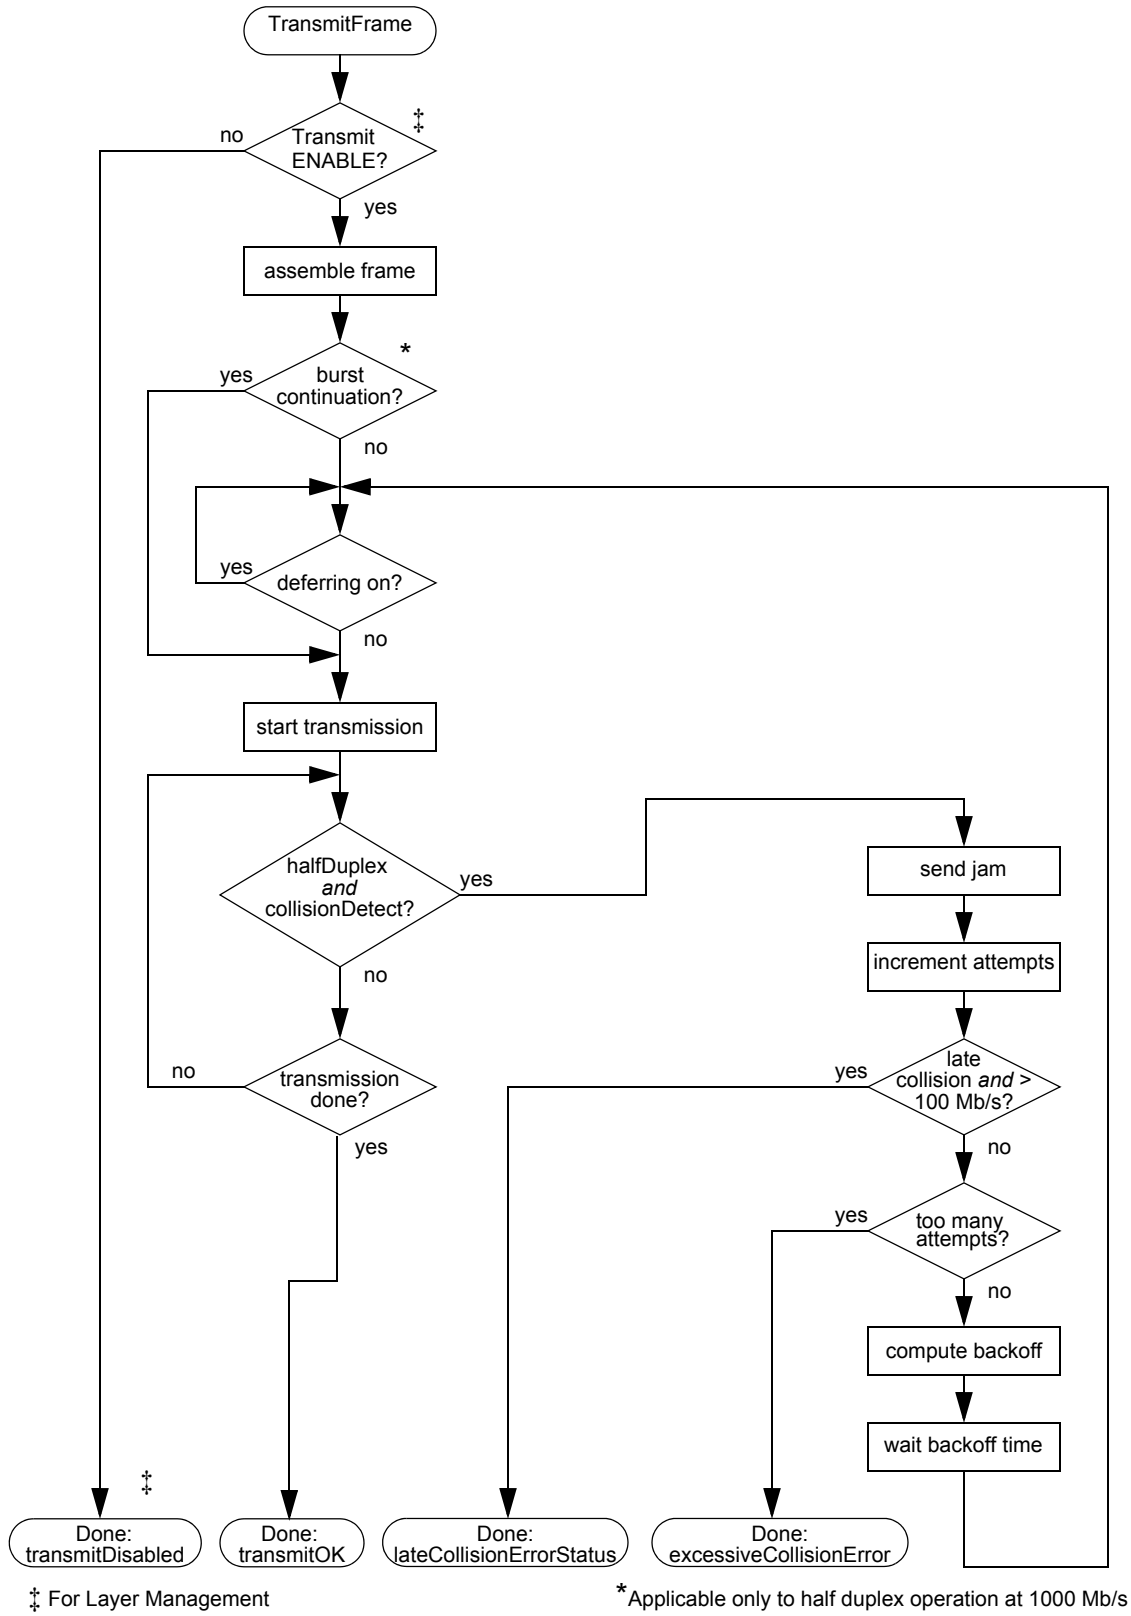 TransmitFrame
‡
no
Transmit
ENABLE?
yes
assemble frame
*
yes
burst
continuation?
no
yes
deferring on?
no
start transmission
halfDuplex
and
collisionDetect?
yes
send jam
no
increment attempts
no
transmission
done?
yes
yes
late
collision and >
100 Mb/s?
no
yes
too many
attempts?
no
compute backoff
wait backoff time
‡
Done:
transmitDisabled
Done:
transmitOK
Done:
lateCollisionErrorStatus
Done:
excessiveCollisionError
‡ For Layer Management
*Applicable only to half duplex operation at 1000 Mb/s